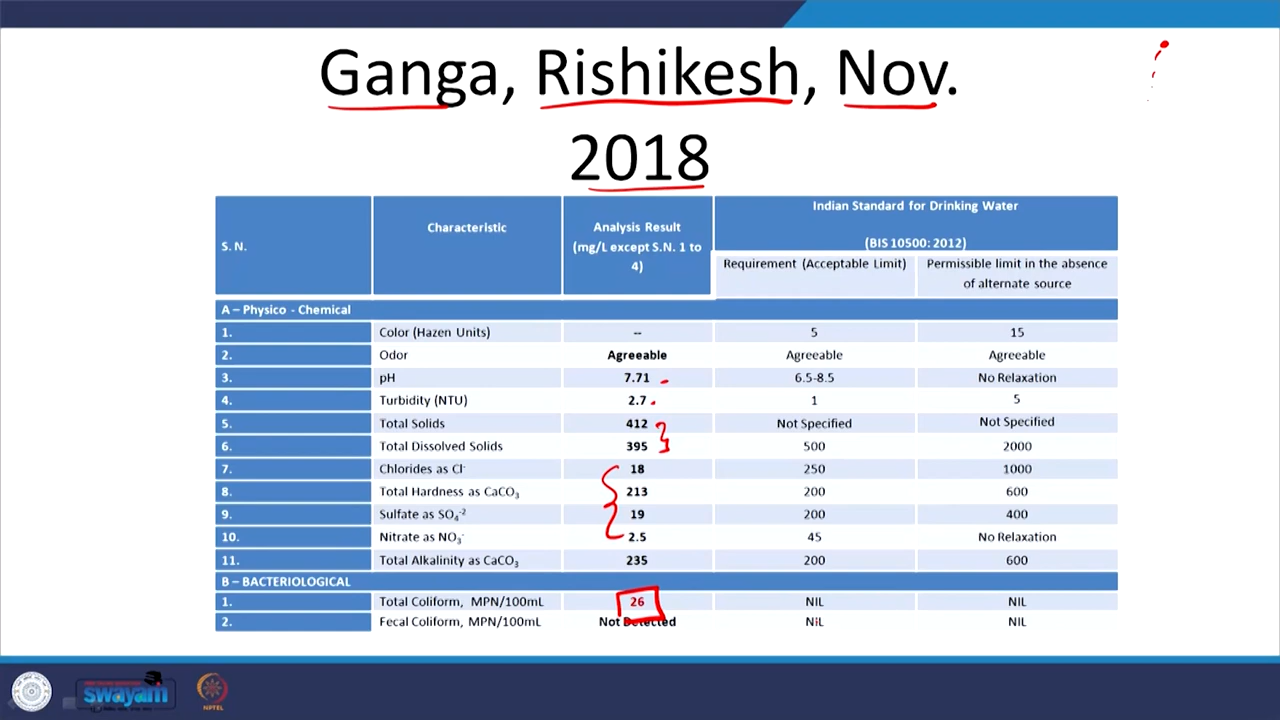 Ganga, Rishikesh, Nov.
2018
S. N. Characteristic Analysis Result (mg/L except S.N. 1 to 4) Indian Standard for Drinking Water (BIS 10500: 2012)
Requirement (Acceptable Limit) Permissible limit in the absence of alternate source
A – Physico - Chemical
1. Color (Hazen Units) -- 5 15
2. Odor Agreeable Agreeable Agreeable
3. pH 7.71 6.5-8.5 No Relaxation
4. Turbidity (NTU) 2.7 1 5
5. Total Solids 412 Not Specified Not Specified
6. Total Dissolved Solids 395 500 2000
7. Chlorides as Cl⁻ 18 250 1000
8. Total Hardness as CaCO₃ 213 200 600
9. Sulfate as SO₄⁻² 19 200 400
10. Nitrate as NO₃⁻ 2.5 45 No Relaxation
11. Total Alkalinity as CaCO₃ 235 200 600
B – BACTERIOLOGICAL
1. Total Coliform, MPN/100mL 26 NIL NIL
2. Fecal Coliform, MPN/100mL Not Detected NIL NIL
swayam
NPTEL